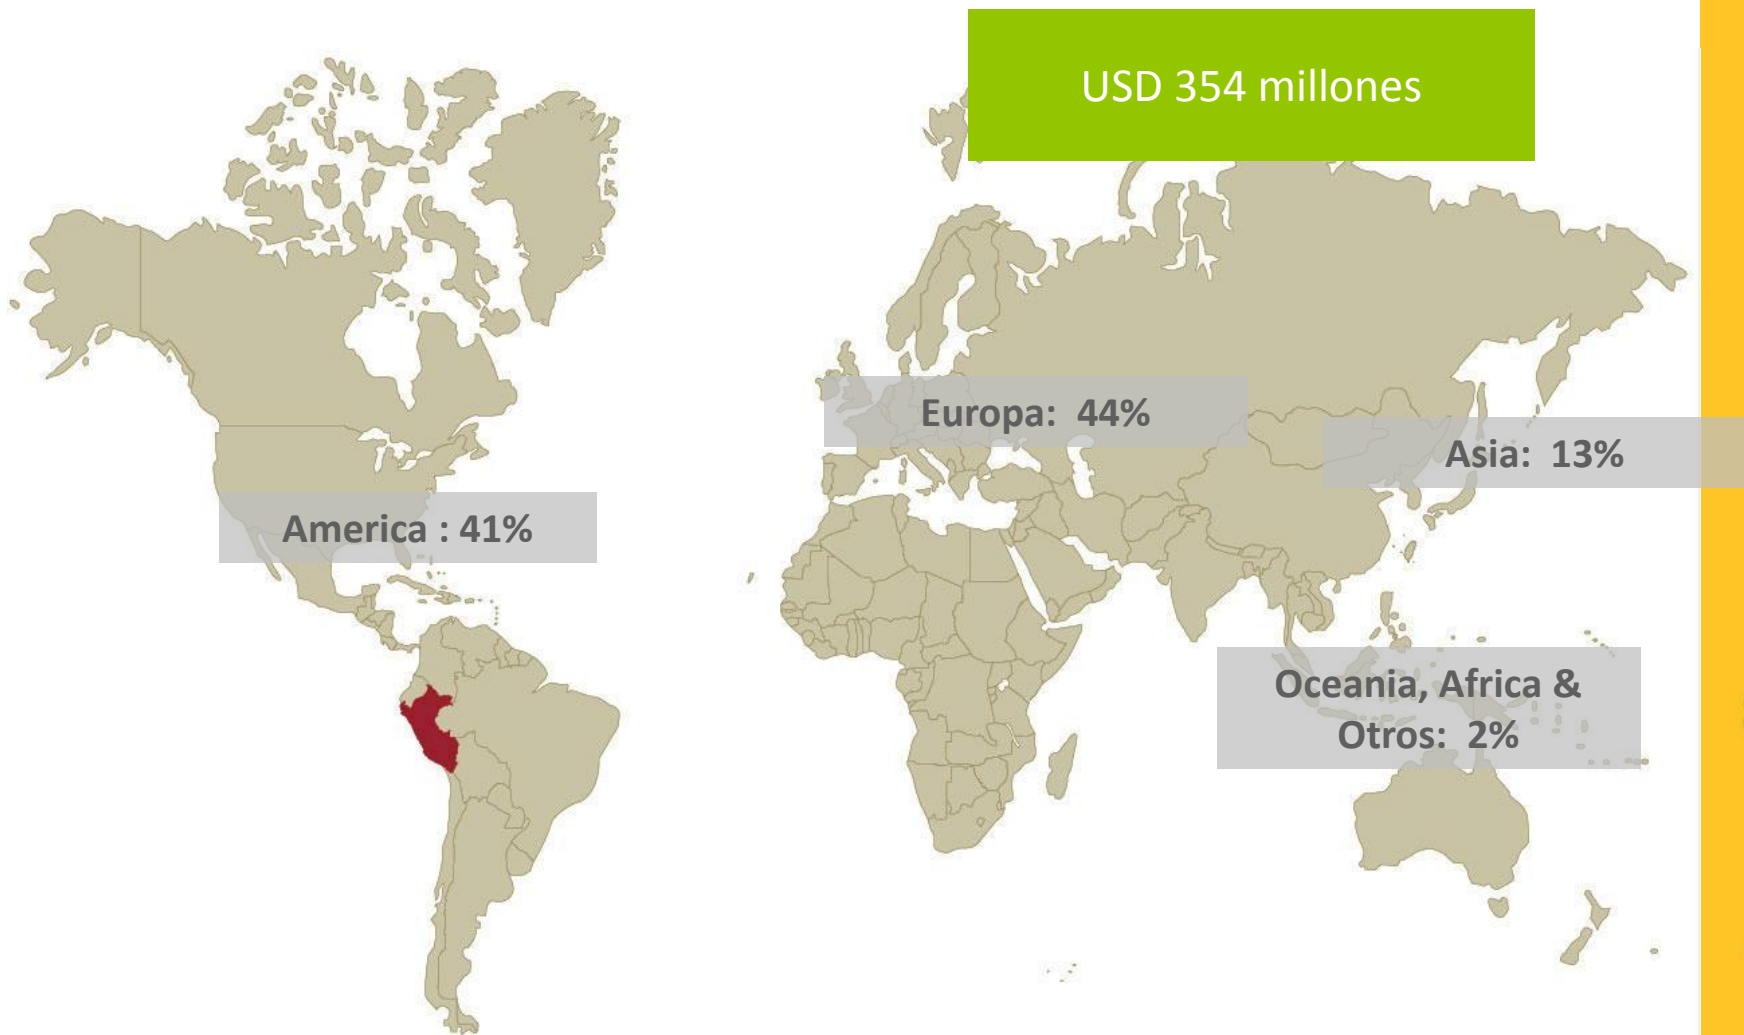 USD 354 millones
Europa: 44%
Asia: 13%
America : 41%
Oceania, Africa &
Otros: 2%